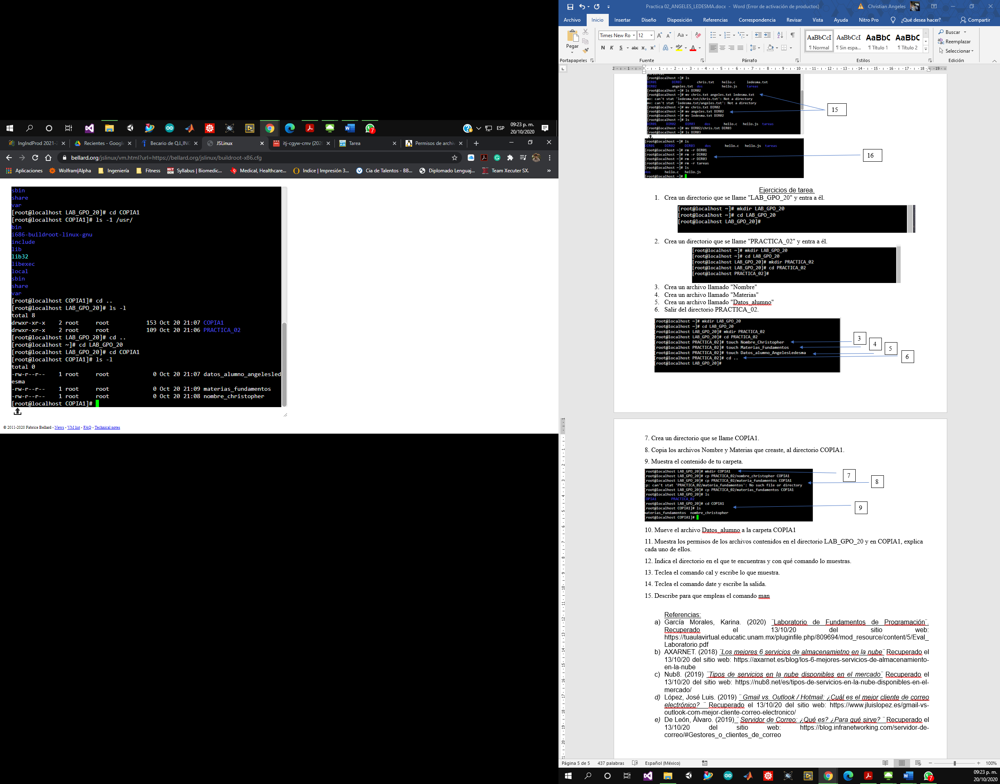 ESP
09:23 p. m.
20/10/2020
7
IngIndProd 2021-2
Recientes - Google
Becario de Q.I.,ING
JSLinux
itj-cgyw-cmv (202
Tarea
Permisos de archiv
bellard.org/jslinux/vm.html?url=https://bellard.org/jslinux/buildroot-x86.cfg
Aplicaciones
Wolfram|Alpha
Ingeniería
Fitness
Syllabus | Biomedic...
Medical, Healthcare...
Indice | Impresión 3...
Cia de Talentos - BB...
Diplomado Lenguaj...
Team Xecuter SX.
»
sbin
share
var
[root@localhost LAB_GPO_20]# cd COPIA1
[root@localhost COPIA1]# ls -1 /usr/
bin
i686-buildroot-linux-gnu
include
lib
lib32
libexec
local
sbin
share
var
[root@localhost COPIA1]# cd ..
[root@localhost LAB_GPO_20]# ls -l
total 8
drwxr-xr-x    2 root     root           153 Oct 20 21:07 COPIA1
drwxr-xr-x    2 root     root           109 Oct 20 21:06 PRACTICA_02
[root@localhost LAB_GPO_20]# cd ..
[root@localhost ~]# cd LAB_GPO_20
[root@localhost LAB_GPO_20]# cd COPIA1
[root@localhost COPIA1]# ls -l
total 0
-rw-r--r--    1 root     root             0 Oct 20 21:07 datos_alumno_angelesled
esma
-rw-r--r--    1 root     root             0 Oct 20 21:09 materias_fundamentos
-rw-r--r--    1 root     root             0 Oct 20 21:08 nombre_christopher
[root@localhost COPIA1]#
© 2011-2020 Fabrice Bellard - News - VM list - FAQ - Technical notes
Practica 02_ANGELES_LEDESMA.docx - Word (Error de activación de productos)
Christian Angeles
Archivo Inicio Insertar Diseño Disposición Referencias Correspondencia Revisar Vista Ayuda Nitro Pro ¿Qué desea hacer? Compartir
Pegar
Times New Ro 12
N K S abc x₂ x²
AaBbCcI AaBbCcI AaBbC AaBbC
¶ Normal ¶ Sin espa... ¶ Título 1 ¶ Título 2
Buscar
Reemplazar
Seleccionar
Portapapeles Fuente Párrafo Estilos Edición
chris.txt
[root@localhost ~]# ls
DIR01 DIR03 chris.txt hello.c ledesma.txt
DIR02 angeles.txt dos hello.js tareas
[root@localhost ~]# ls DIR02
[root@localhost ~]# mv chris.txt angeles.txt ledesma.txt
mv: can't stat 'ledesma.txt/chris.txt': Not a directory
mv: can't stat 'ledesma.txt/angeles.txt': Not a directory
[root@localhost ~]# mv chris.txt DIR02
[root@localhost ~]# mv angeles.txt DIR02
[root@localhost ~]# mv ledesma.txt DIR02
[root@localhost ~]# ls
DIR01 DIR02 DIR03 dos hello.c hello.js tareas
[root@localhost ~]# mv DIR02/chris.txt DIR03
[root@localhost ~]# ls DIR03
15
[root@localhost ~]# ls
DIR01 DIR02 DIR03 dos hello.c hello.js tareas
[root@localhost ~]# rm -r DIR01
[root@localhost ~]# rm -r DIR02
[root@localhost ~]# rm -r DIR03
[root@localhost ~]# rm -r tareas
[root@localhost ~]# ls
dos hello.c hello.js
[root@localhost ~]#
16
Ejercicios de tarea.
1. Crea un directorio que se llame "LAB_GPO_20" y entra a él.
[root@localhost ~]# mkdir LAB_GPO_20
[root@localhost ~]# cd LAB_GPO_20
[root@localhost LAB_GPO_20]#
2. Crea un directorio que se llame "PRACTICA_02" y entra a él.
[root@localhost ~]# mkdir LAB_GPO_20
[root@localhost ~]# cd LAB_GPO_20
[root@localhost LAB_GPO_20]# mkdir PRACTICA_02
[root@localhost LAB_GPO_20]# cd PRACTICA_02
[root@localhost PRACTICA_02]#
3. Crea un archivo llamado "Nombre"
4. Crea un archivo llamado "Materias"
5. Crea un archivo llamado "Datos_alumno"
6. Salir del directorio PRACTICA_02.
[root@localhost ~]# mkdir LAB_GPO_20
[root@localhost ~]# cd LAB_GPO_20
[root@localhost LAB_GPO_20]# mkdir PRACTICA_02
[root@localhost LAB_GPO_20]# cd PRACTICA_02
[root@localhost PRACTICA_02]# touch Nombre_Christopher
[root@localhost PRACTICA_02]# touch Materias_Fundamentos
[root@localhost PRACTICA_02]# touch Datos_alumno_AngelesLedesma
[root@localhost PRACTICA_02]# cd ..
[root@localhost LAB_GPO_20]#
3
4
5
6
7. Crea un directorio que se llame COPIA1.
8. Copia los archivos Nombre y Materias que creaste, al directorio COPIA1.
9. Muestra el contenido de tu carpeta.
[root@localhost LAB_GPO_20]# mkdir COPIA1
[root@localhost LAB_GPO_20]# cp PRACTICA_02/nombre_christopher COPIA1
[root@localhost LAB_GPO_20]# cp PRACTICA_02/materia_fundamentos COPIA1
cp: can't stat 'PRACTICA_02/materia_fundamentos': No such file or directory
[root@localhost LAB_GPO_20]# cp PRACTICA_02/materias_fundamentos COPIA1
[root@localhost LAB_GPO_20]# ls
COPIA1 PRACTICA_02
[root@localhost LAB_GPO_20]# cd COPIA1
[root@localhost COPIA1]# ls
materias_fundamentos nombre_christopher
[root@localhost COPIA1]#
7
8
9
10. Mueve el archivo Datos_alumno a la carpeta COPIA1
11. Muestra los permisos de los archivos contenidos en el directorio LAB_GPO_20 y en COPIA1, explica
cada uno de ellos.
12. Indica el directorio en el que te encuentras y con qué comando lo muestras.
13. Teclea el comando cal y escribe lo que muestra.
14. Teclea el comando date y escribe la salida.
15. Describe para que empleas el comando man
Referencias:
a) García Morales, Karina. (2020) ¨Laboratorio de Fundamentos de Programación¨.
Recuperado el 13/10/20 del sitio web:
https://tuaulavirtual.educatic.unam.mx/pluginfile.php/809694/mod_resource/content/5/Eval_
Laboratorio.pdf
b) AXARNET. (2018) ¨Los mejores 6 servicios de almacenamietno en la nube¨ Recuperado el
13/10/20 del sitio web: https://axarnet.es/blog/los-6-mejores-servicios-de-almacenamiento-
en-la-nube
c) Nub8. (2019) ¨Tipos de servicios en la nube disponibles en el mercado¨ Recuperado el
13/10/20 del sitio web: https://nub8.net/es/tipos-de-servicios-en-la-nube-disponibles-en-el-
mercado/
d) López, José Luis. (2019) ¨ Gmail vs. Outlook / Hotmail: ¿Cuál es el mejor cliente de correo
electrónico? ¨ Recuperado el 13/10/20 del sitio web: https://www.jluislopez.es/gmail-vs-
outlook-com-mejor-cliente-correo-electronico/
e) De León, Álvaro. (2019) ¨ Servidor de Correo: ¿Qué es? ¿Para qué sirve? ¨ Recuperado el
13/10/20 del sitio web: https://blog.infranetworking.com/servidor-de-
correo/#Gestores_o_clientes_de_correo
Página 5 de 5 437 palabras Español (México) 100%
7
09:23 p. m.
20/10/2020